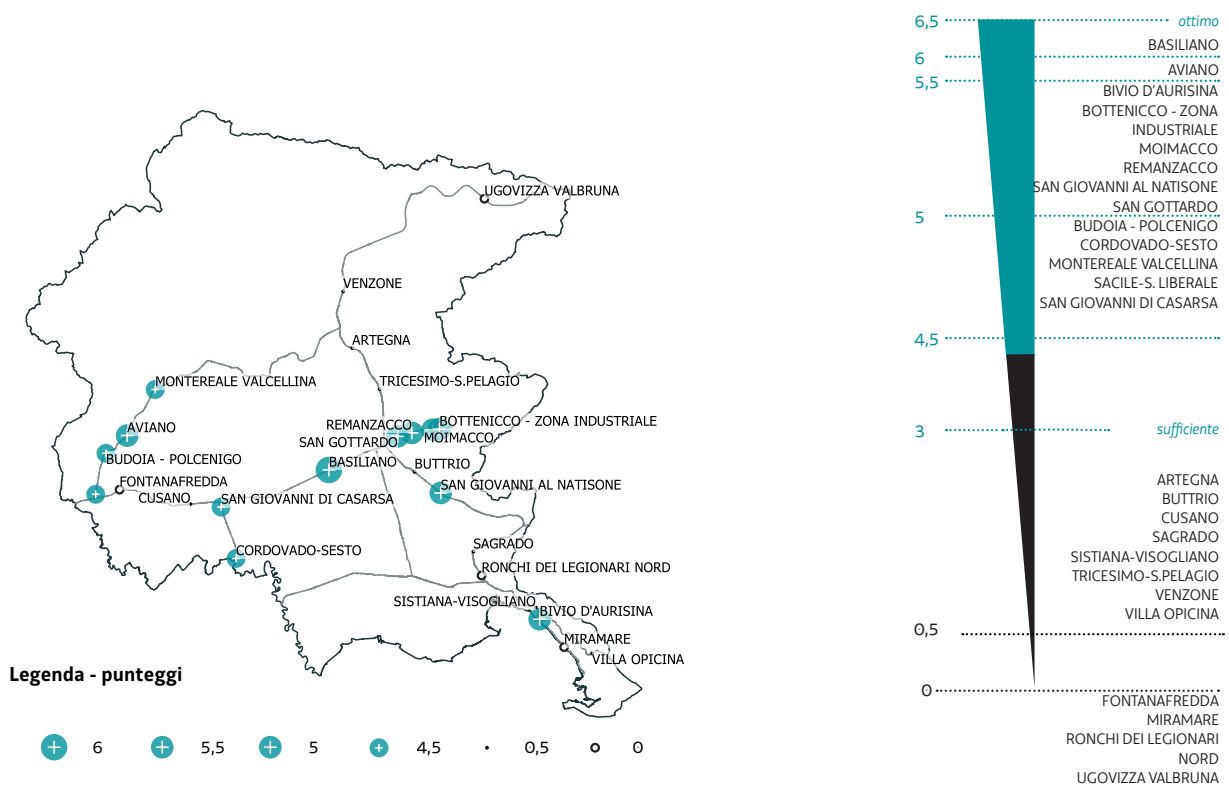 UGOVIZZA VALBRUNA
VENZONE
ARTEGNA
TRICESIMO-S.PELAGIO
MONTEREALE VALCELLINA
AVIANO
REMANZACCO
BOTTENICCO - ZONA INDUSTRIALE
SAN GOTTARDO
MOIMACCO
BUDOIA - POLCENIGO
BASILIANO
BUTTRIO
FONTANAFREDDA
CUSANO
SAN GIOVANNI DI CASARSA
SAN GIOVANNI AL NATISONE
CORDOVADO-SESTO
SAGRADO
RONCHI DEI LEGIONARI NORD
SISTIANA-VISOGLIANO
BIVIO D'AURISINA
MIRAMARE
VILLA OPICINA
Legenda - punteggi
6
5,5
5
4,5
0,5
0
6,5
ottimo
BASILIANO
6
AVIANO
5,5
BIVIO D'AURISINA
BOTTENICCO - ZONA
INDUSTRIALE
MOIMACCO
REMANZACCO
SAN GIOVANNI AL NATISONE
SAN GOTTARDO
5
BUDOIA - POLCENIGO
CORDOVADO-SESTO
MONTEREALE VALCELLINA
SACILE-S. LIBERALE
SAN GIOVANNI DI CASARSA
4,5
3
sufficiente
ARTEGNA
BUTTRIO
CUSANO
SAGRADO
SISTIANA-VISOGLIANO
TRICESIMO-S.PELAGIO
VENZONE
VILLA OPICINA
0,5
0
FONTANAFREDDA
MIRAMARE
RONCHI DEI LEGIONARI
NORD
UGOVIZZA VALBRUNA